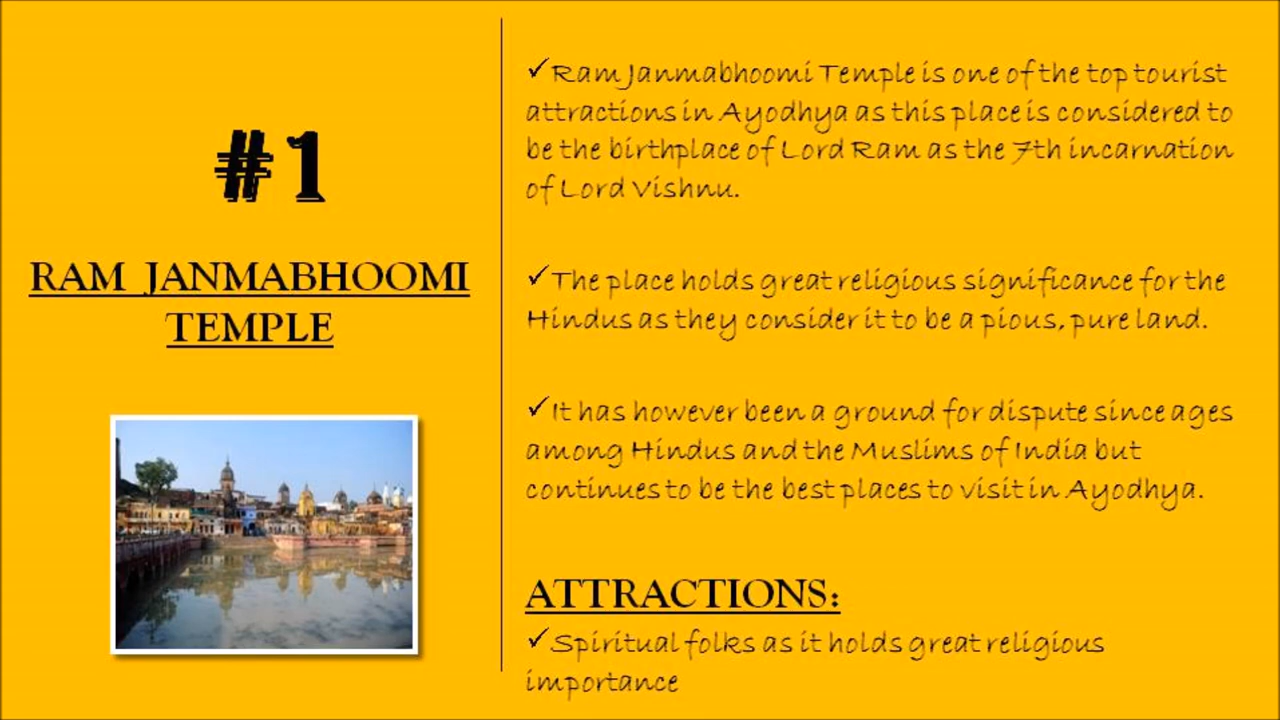 #1
RAM JANMABHOOMI
TEMPLE
✓Ram Janmabhoomi Temple is one of the top tourist
attractions in Ayodhya as this place is considered to
be the birthplace of Lord Ram as the 7th incarnation
of Lord Vishnu.
✓The place holds great religious significance for the
Hindus as they consider it to be a pious, pure land.
✓It has however been a ground for dispute since ages
among Hindus and the Muslims of India but
continues to be the best places to visit in Ayodhya.
ATTRACTIONS:
✓Spiritual folks as it holds great religious
importance